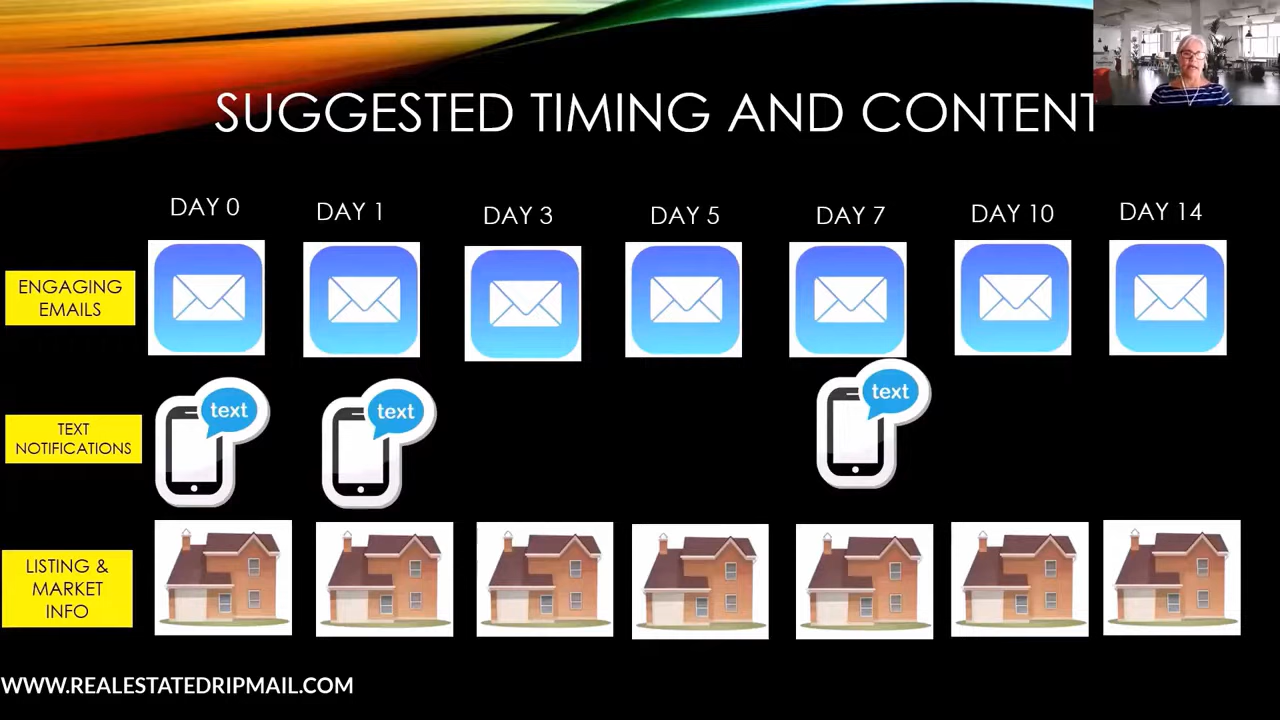 SUGGESTED TIMING AND CONTENT
DAY 0
DAY 1
DAY 3
DAY 5
DAY 7
DAY 10
DAY 14
ENGAGING
EMAILS
text
text
text
TEXT
NOTIFICATIONS
LISTING &
MARKET
INFO
WWW.REALESTATEDRIPMAIL.COM